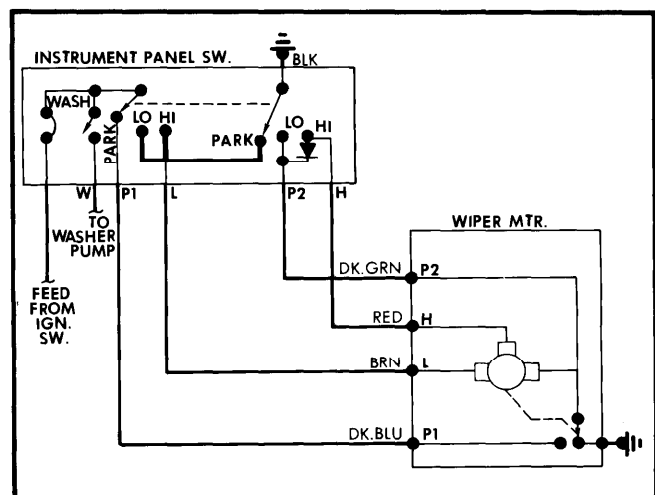 INSTRUMENT PANEL SW.
BLK
WASH
LO HI
PARK
PARK
LO
HI
W P1 L P2 H
TO
WASHER
PUMP
FEED
FROM
IGN.
SW.
WIPER MTR.
DK.GRN P2
RED H
BRN L
DK.BLU P1